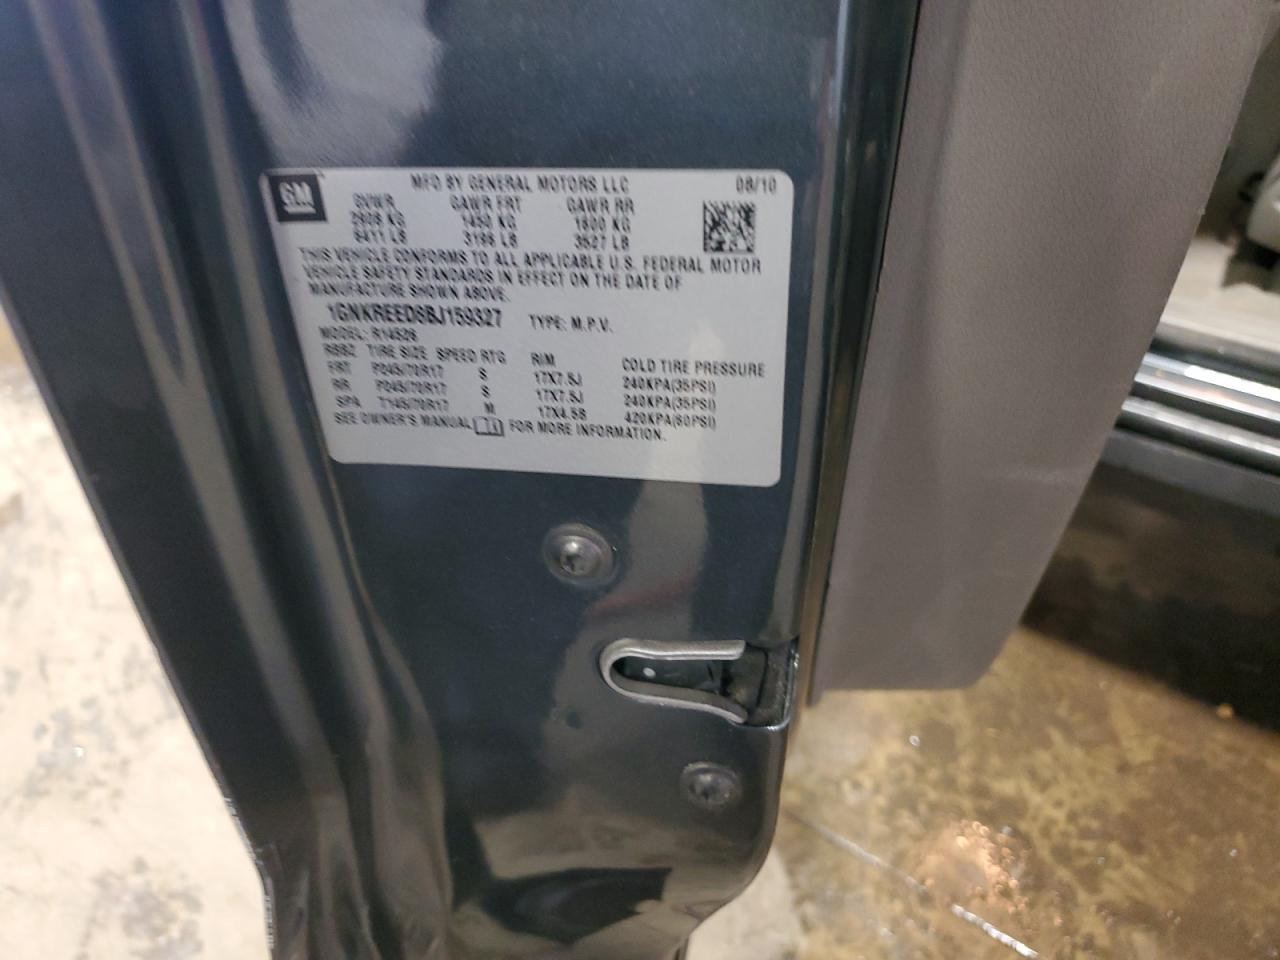 GM
MFD BY GENERAL MOTORS LLC 08/10
GVWR GAWR FRT GAWR RR
2908 KG 1450 KG 1600 KG
6411 LB 3196 LB 3527 LB
THIS VEHICLE CONFORMS TO ALL APPLICABLE U.S. FEDERAL MOTOR
VEHICLE SAFETY STANDARDS IN EFFECT ON THE DATE OF
MANUFACTURE SHOWN ABOVE.
1GNKREED8BJ159327 TYPE: M.P.V.
MODEL: R14526
TIRE SIZE SPEED RTG RIM COLD TIRE PRESSURE
FRT P245/70R17 S 17X7.5J 240KPA(35PSI)
RR P245/70R17 S 17X7.5J 240KPA(35PSI)
SPA T145/70R17 M 17X4.5B 420KPA(60PSI)
SEE OWNER'S MANUAL FOR MORE INFORMATION.